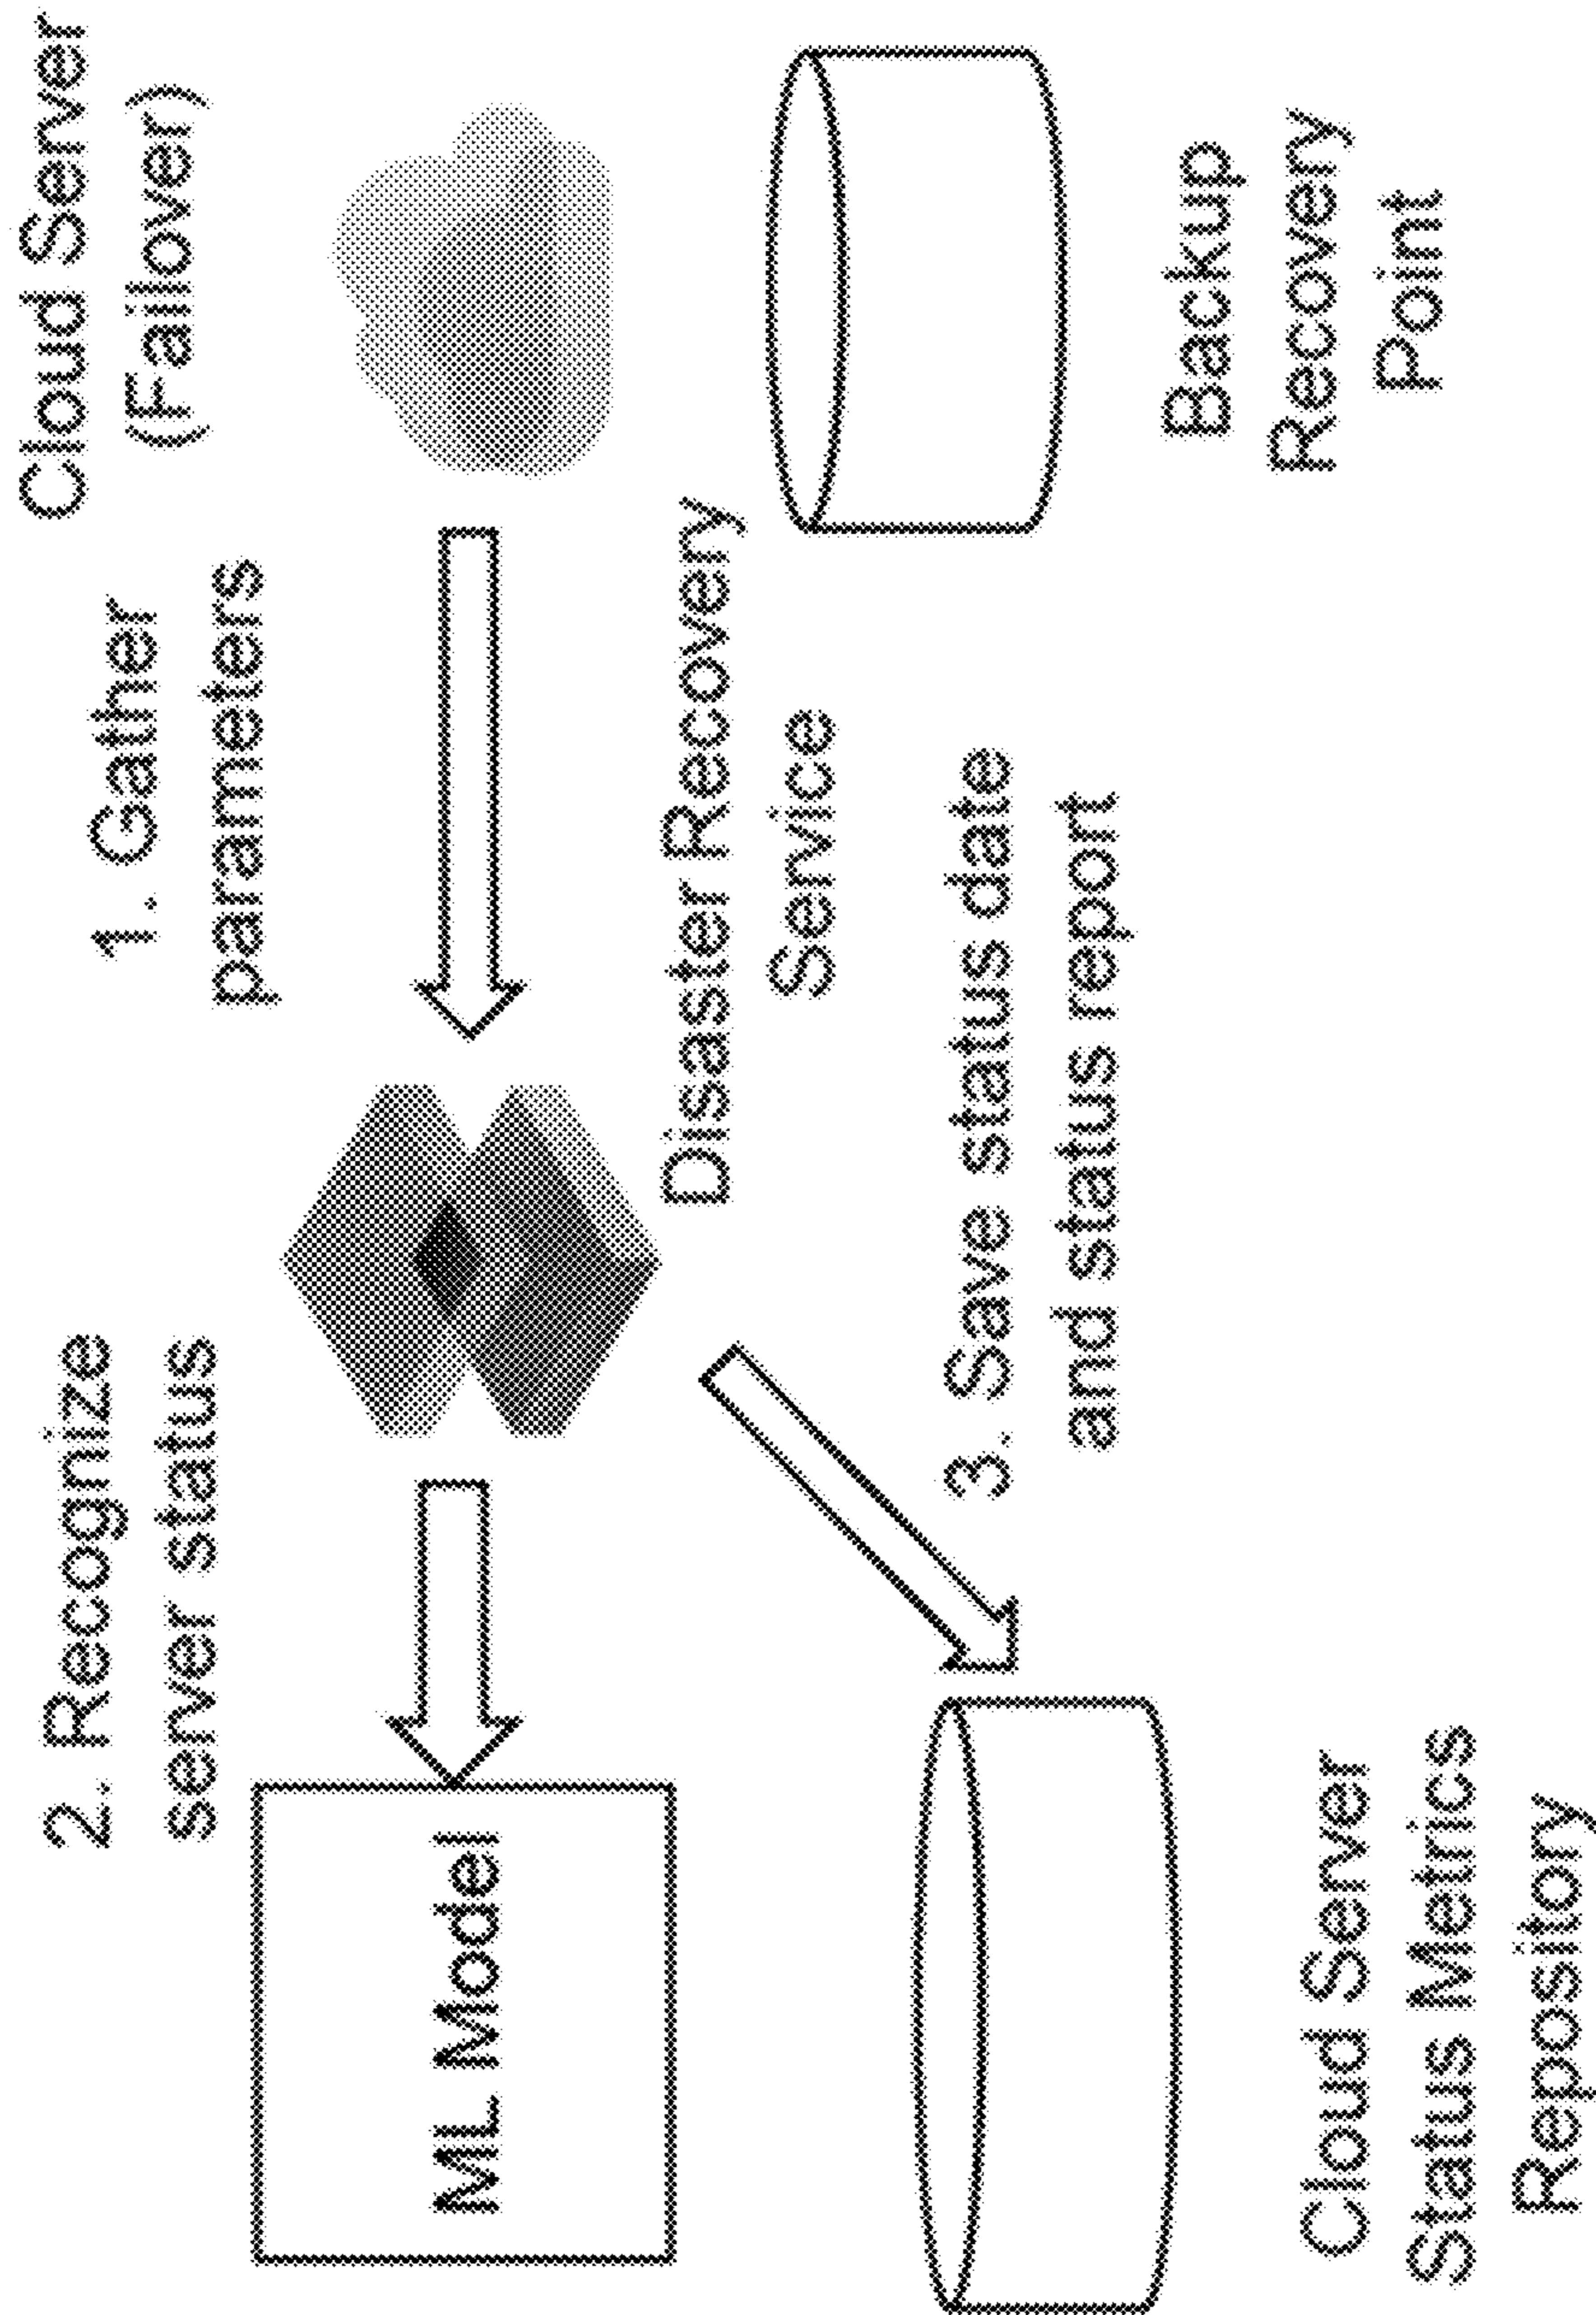 2. Recognize
server status
1. Gather
parameters
Cloud Server
(Failover)
ML Model
Disaster Recovery
Service
3. Save status date
and status report
Cloud Server
Status Metrics
Repository
Backup
Recovery
Point